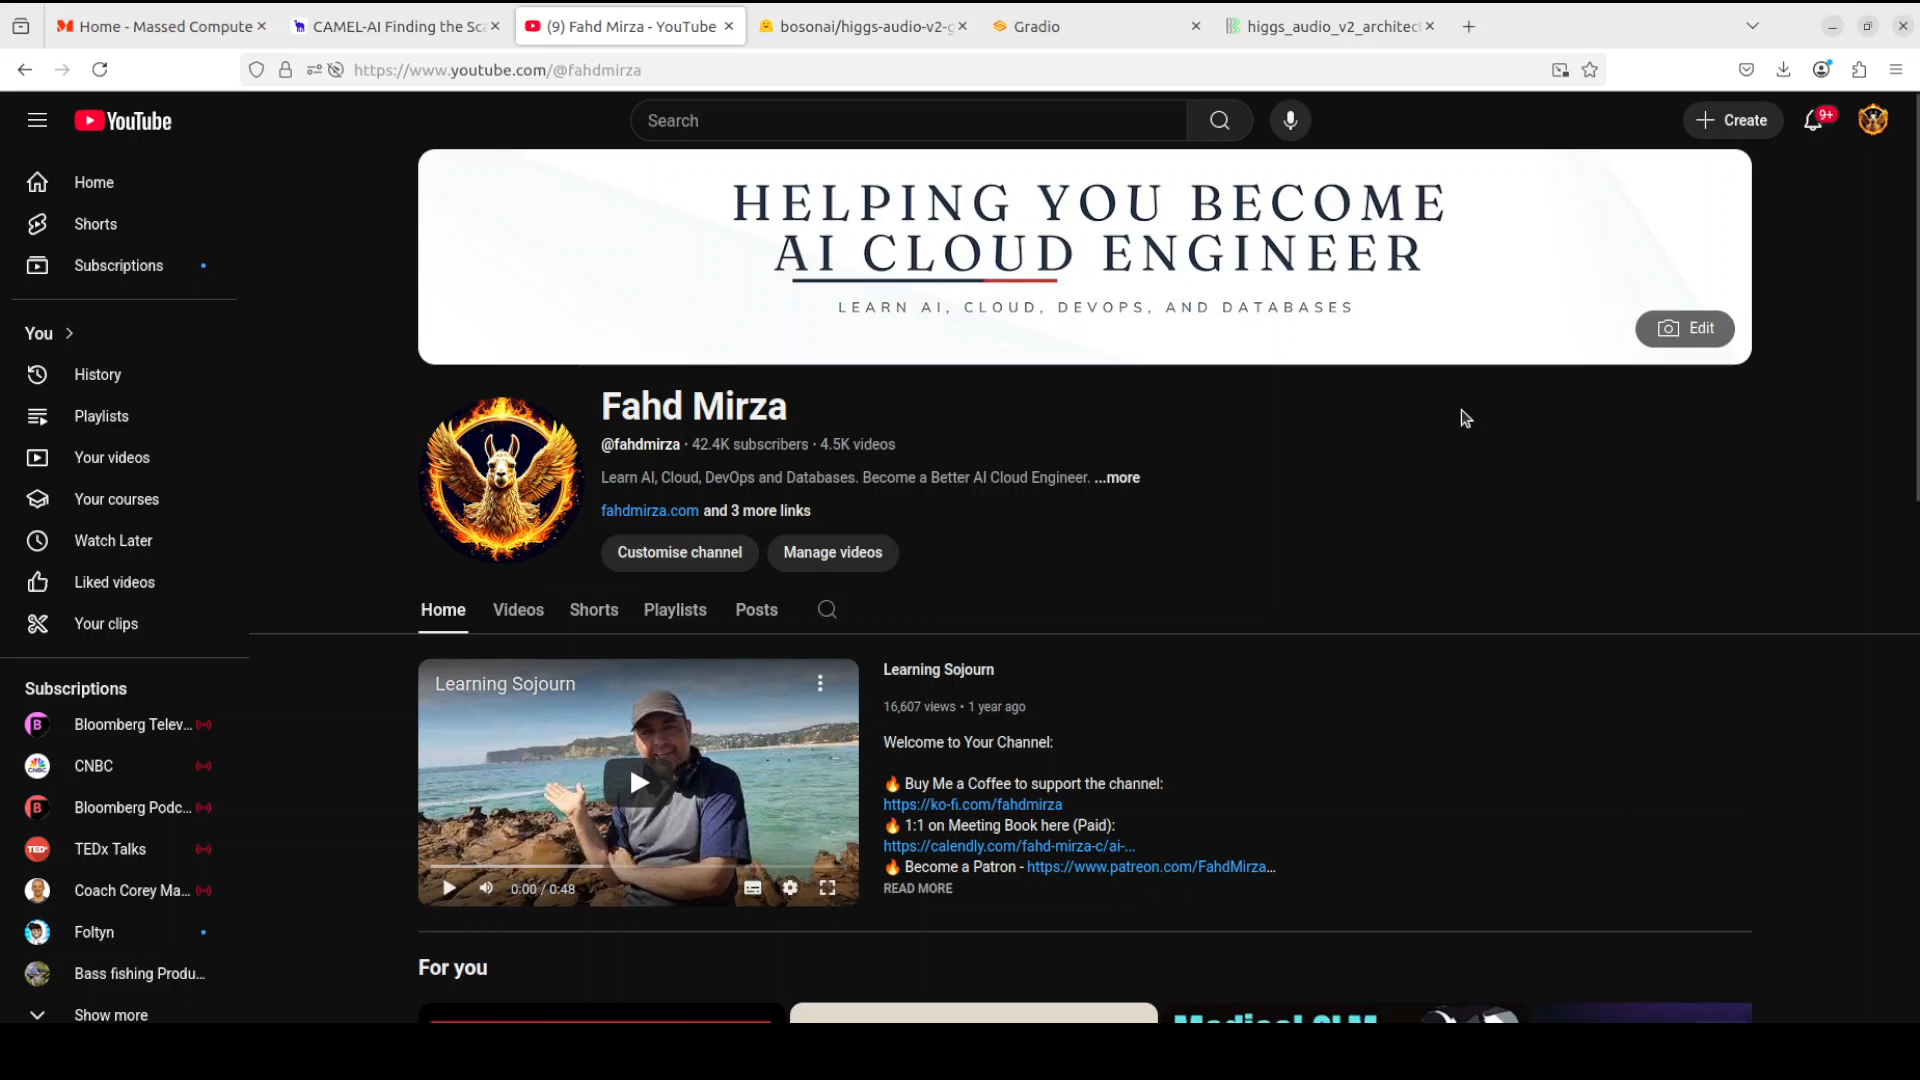 Home - Massed Compute
CAMEL-AI Finding the Sca
(9) Fahd Mirza - YouTube
bosonai/higgs-audio-v2-g
Gradio
higgs_audio_v2_architect
https://www.youtube.com/@fahdmirza
YouTube
Search
Create
9+
Home
Shorts
Subscriptions
You
History
Playlists
Your videos
Your courses
Watch Later
Liked videos
Your clips
Subscriptions
Bloomberg Telev...
CNBC
Bloomberg Podc...
TEDx Talks
Coach Corey Ma...
Foltyn
Bass fishing Produ...
Show more
HELPING YOU BECOME
AI CLOUD ENGINEER
LEARN AI, CLOUD, DEVOPS, AND DATABASES
Edit
Fahd Mirza
@fahdmirza · 42.4K subscribers · 4.5K videos
Learn AI, Cloud, DevOps and Databases. Become a Better AI Cloud Engineer. ...more
fahdmirza.com and 3 more links
Customise channel
Manage videos
Home
Videos
Shorts
Playlists
Posts
Learning Sojourn
0:00 / 0:48
Learning Sojourn
16,607 views • 1 year ago
Welcome to Your Channel:
🔥 Buy Me a Coffee to support the channel:
https://ko-fi.com/fahdmirza
🔥 1:1 on Meeting Book here (Paid):
https://calendly.com/fahd-mirza-c/ai-...
🔥 Become a Patron - https://www.patreon.com/FahdMirza...
READ MORE
For you